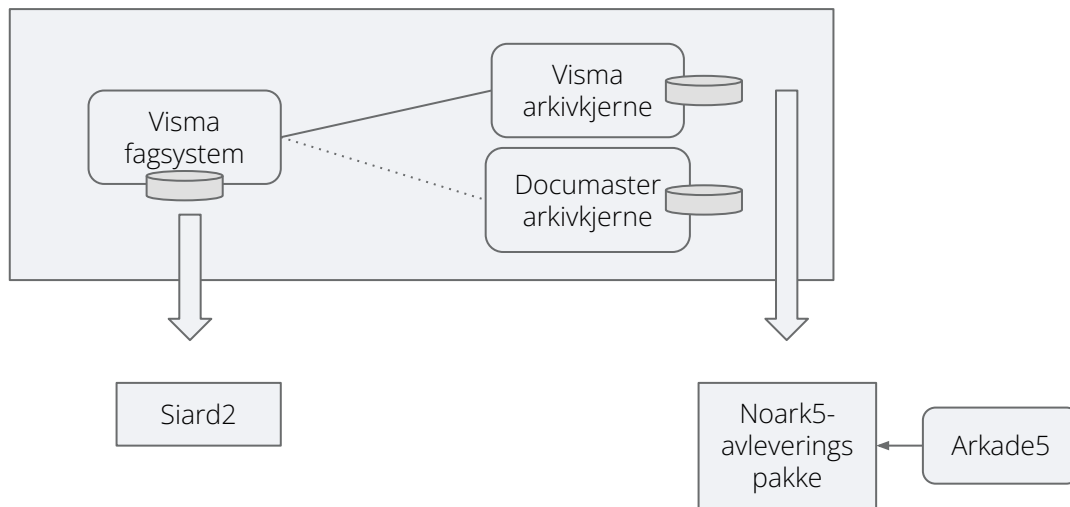 Visma
fagsystem
Visma
arkivkjerne
Documaster
arkivkjerne
Siard2
Noark5-
avleverings
pakke
Arkade5